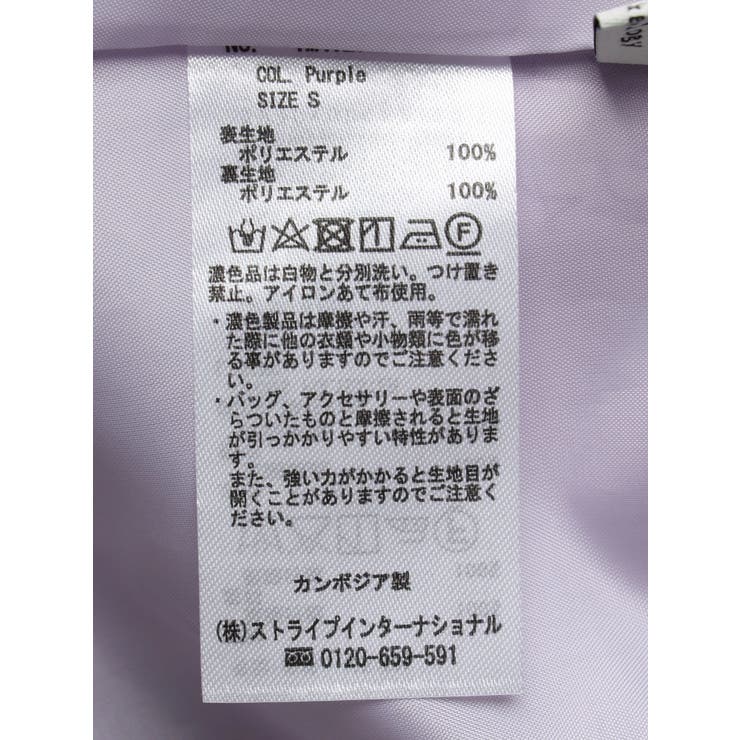 NO.
COL. Purple
SIZE S
表生地
ポリエステル 100%
裏生地
ポリエステル 100%
F
濃色品は白物と分別洗い。つけ置き
禁止。アイロンあて布使用。
・濃色製品は摩擦や汗、雨等で濡れ
た際に他の衣類や小物類に色が移
る事がありますのでご注意くださ
い。
・バッグ、アクセサリーや表面のざ
らついたものと摩擦されると生地
が引っかかりやすい特性がありま
す。
また、強い力がかかると生地目が
開くことがありますのでご注意く
ださい。
カンボジア製
(株)ストライプインターナショナル
0120-659-591